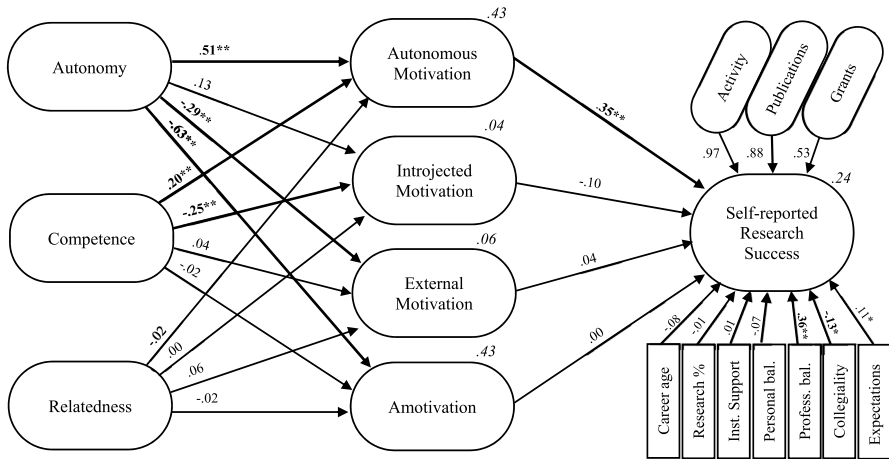 Autonomy
Competence
Relatedness
.51**
.13
-.29**
-.63**
.20**
-.25**
.04
-.02
-.02
.00
.06
-.02
.43
Autonomous
Motivation
.04
Introjected
Motivation
.06
External
Motivation
.43
Amotivation
.35**
-.10
.04
.00
Activity
Publications
Grants
.97
.88
.53
.24
Self-reported
Research
Success
-.08
-.01
.01
-.07
.36**
-.13*
.11*
Career age
Research %
Inst. Support
Personal bal.
Profess. bal.
Collegiality
Expectations